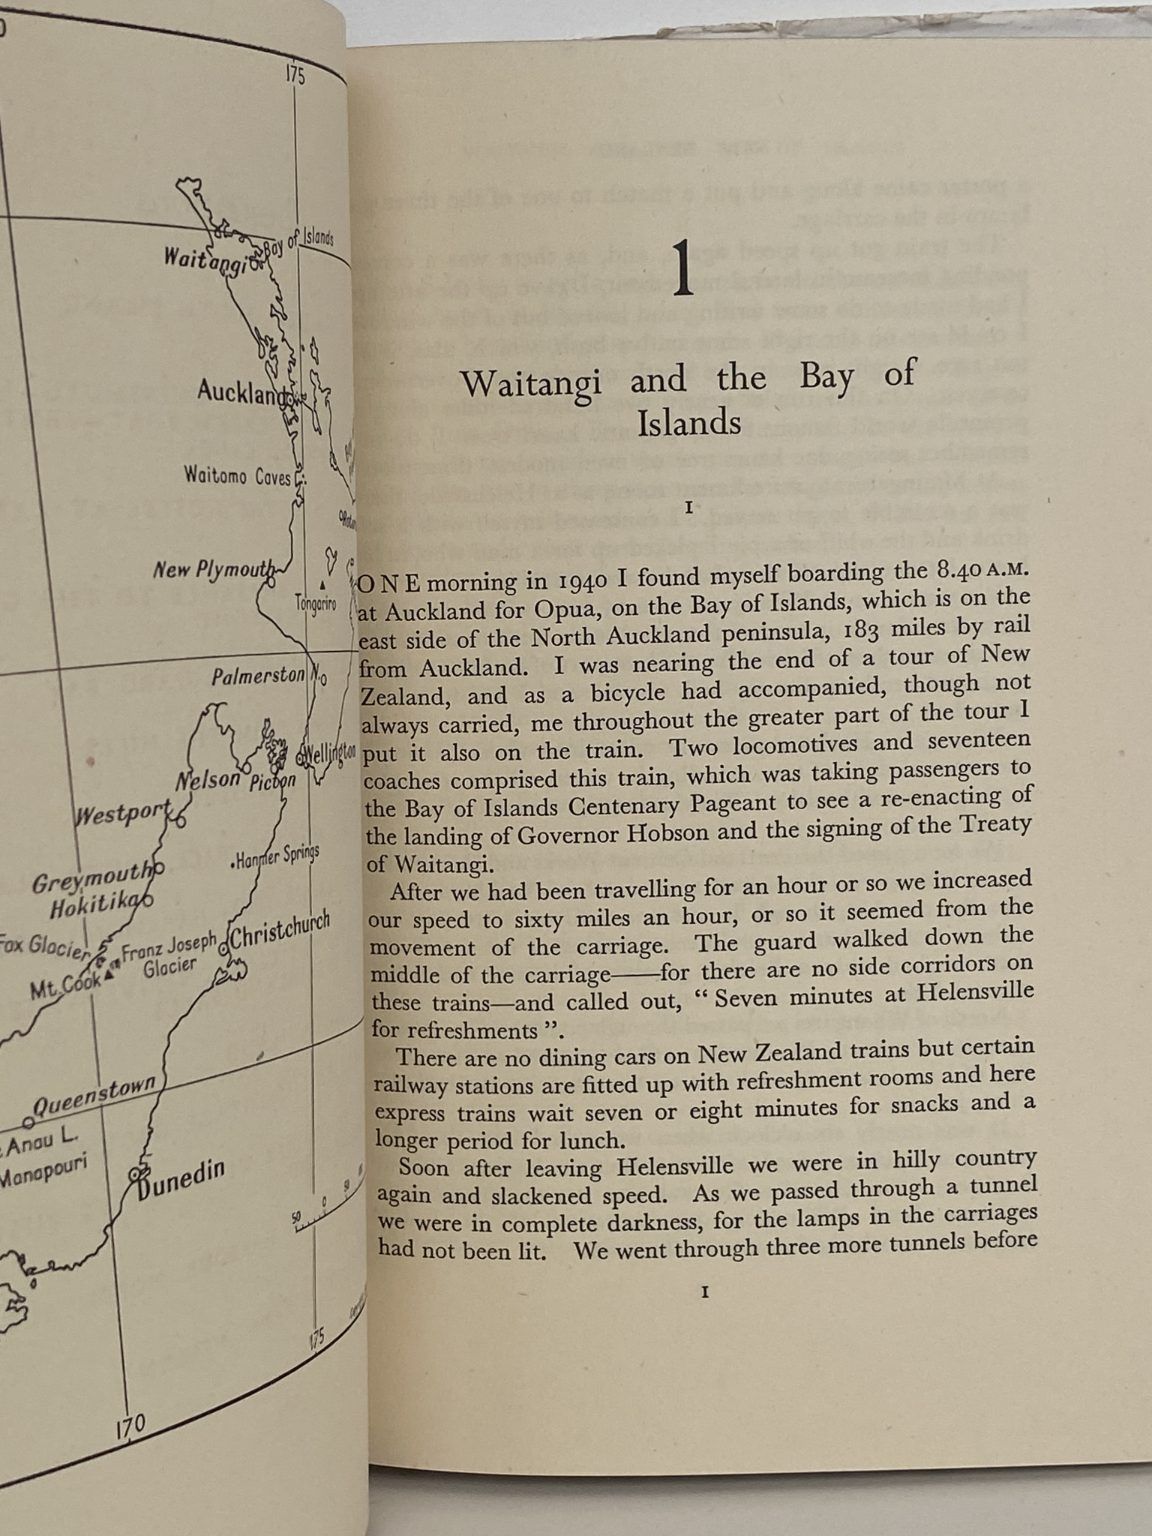 175
Bay of Islands
Waitangi
Auckland
Waitomo Caves
New Plymouth
Tongariro
Palmerston N.
Wellington
Nelson
Picton
Westport
Hanmer Springs
Greymouth
Hokitika
Christchurch
Fox Glacier
Franz Joseph
Glacier
Mt. Cook
Queenstown
Anau L.
Manapouri
Dunedin
50 0 50
175
170
1
Waitangi and the Bay of
Islands
I
ONE morning in 1940 I found myself boarding the 8.40 A.M.
at Auckland for Opua, on the Bay of Islands, which is on the
east side of the North Auckland peninsula, 183 miles by rail
from Auckland. I was nearing the end of a tour of New
Zealand, and as a bicycle had accompanied, though not
always carried, me throughout the greater part of the tour I
put it also on the train. Two locomotives and seventeen
coaches comprised this train, which was taking passengers to
the Bay of Islands Centenary Pageant to see a re-enacting of
the landing of Governor Hobson and the signing of the Treaty
of Waitangi.
After we had been travelling for an hour or so we increased
our speed to sixty miles an hour, or so it seemed from the
movement of the carriage. The guard walked down the
middle of the carriage——for there are no side corridors on
these trains—and called out, “ Seven minutes at Helensville
for refreshments ”.
There are no dining cars on New Zealand trains but certain
railway stations are fitted up with refreshment rooms and here
express trains wait seven or eight minutes for snacks and a
longer period for lunch.
Soon after leaving Helensville we were in hilly country
again and slackened speed. As we passed through a tunnel
we were in complete darkness, for the lamps in the carriages
had not been lit. We went through three more tunnels before
I